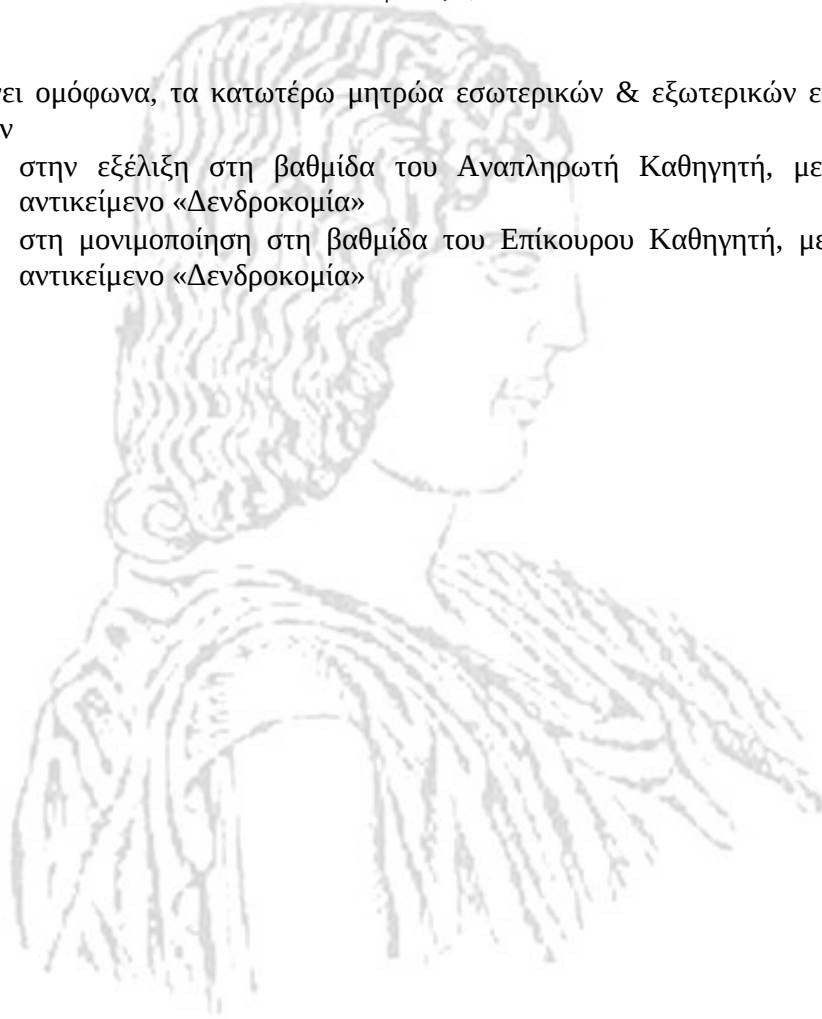 νει ομόφωνα, τα κατωτέρω μητρώα εσωτερικών & εξωτερικών ε
ν
στην εξέλιξη στη βαθμίδα του Αναπληρωτή Καθηγητή, με
αντικείμενο «Δενδροκομία»
στη μονιμοποίηση στη βαθμίδα του Επίκουρου Καθηγητή, με
αντικείμενο «Δενδροκομία»